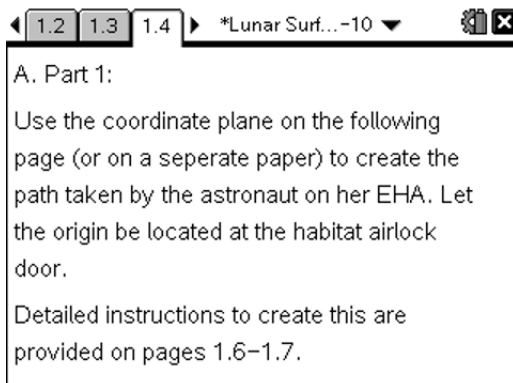 1.2 1.3 1.4 *Lunar Surf...-10
A. Part 1:
Use the coordinate plane on the following
page (or on a seperate paper) to create the
path taken by the astronaut on her EHA. Let
the origin be located at the habitat airlock
door.
Detailed instructions to create this are
provided on pages 1.6-1.7.